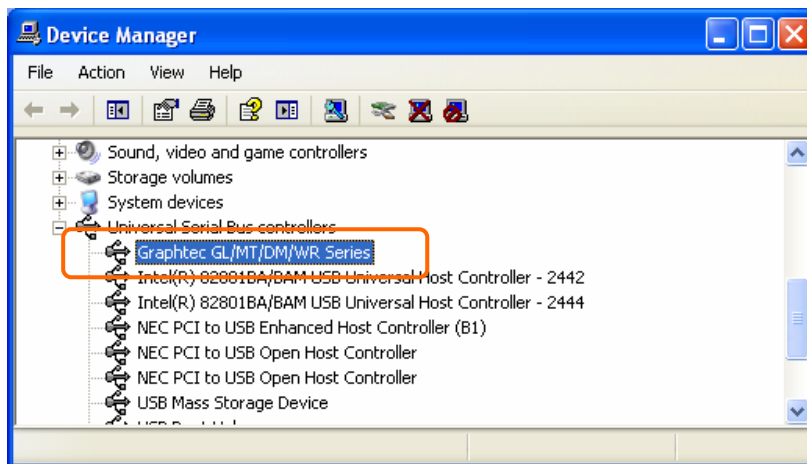 Device Manager
File Action View Help
Sound, video and game controllers
Storage volumes
System devices
Universal Serial Bus controllers
Graphtec GL/MT/DM/WR Series
Intel(R) 82801BA/BAM USB Universal Host Controller - 2442
Intel(R) 82801BA/BAM USB Universal Host Controller - 2444
NEC PCI to USB Enhanced Host Controller (B1)
NEC PCI to USB Open Host Controller
NEC PCI to USB Open Host Controller
USB Mass Storage Device